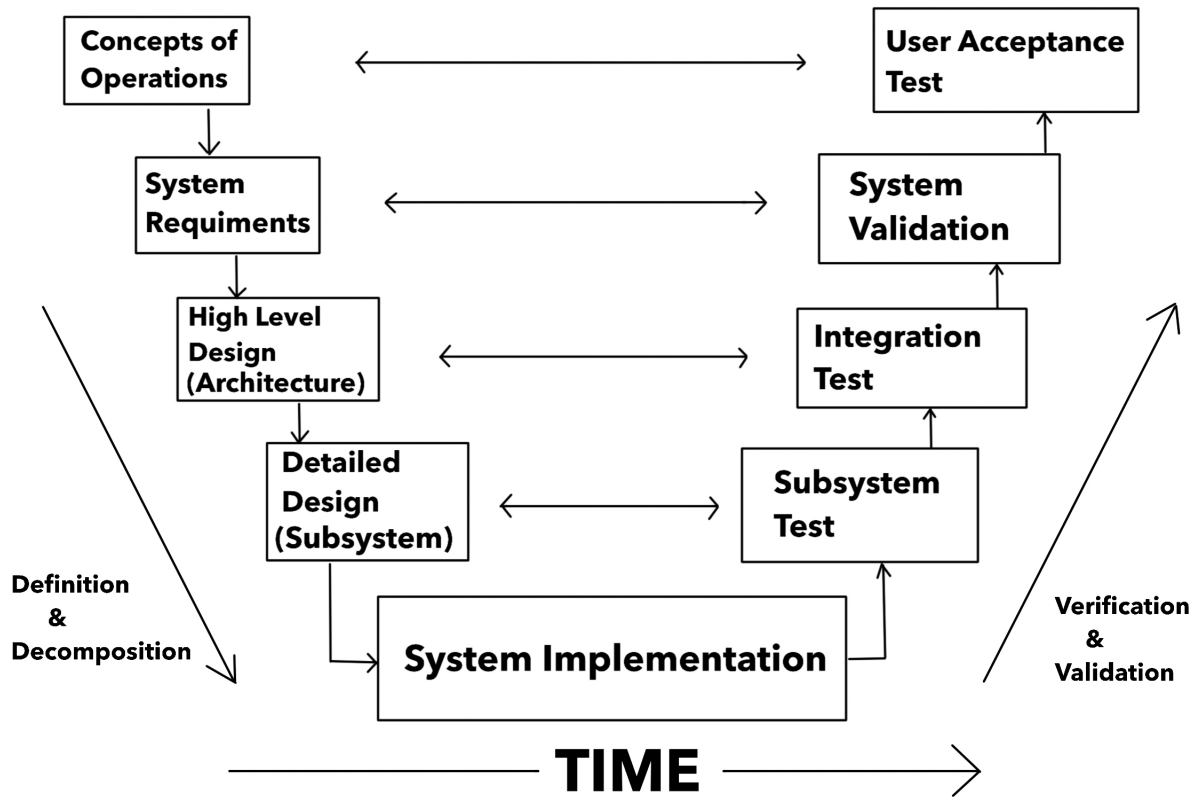 Concepts of
Operations
User Acceptance
Test
System
Requiments
System
Validation
High Level
Design
(Architecture)
Integration
Test
Detailed
Design
(Subsystem)
Subsystem
Test
Definition
&
Decomposition
System Implementation
Verification
&
Validation
TIME